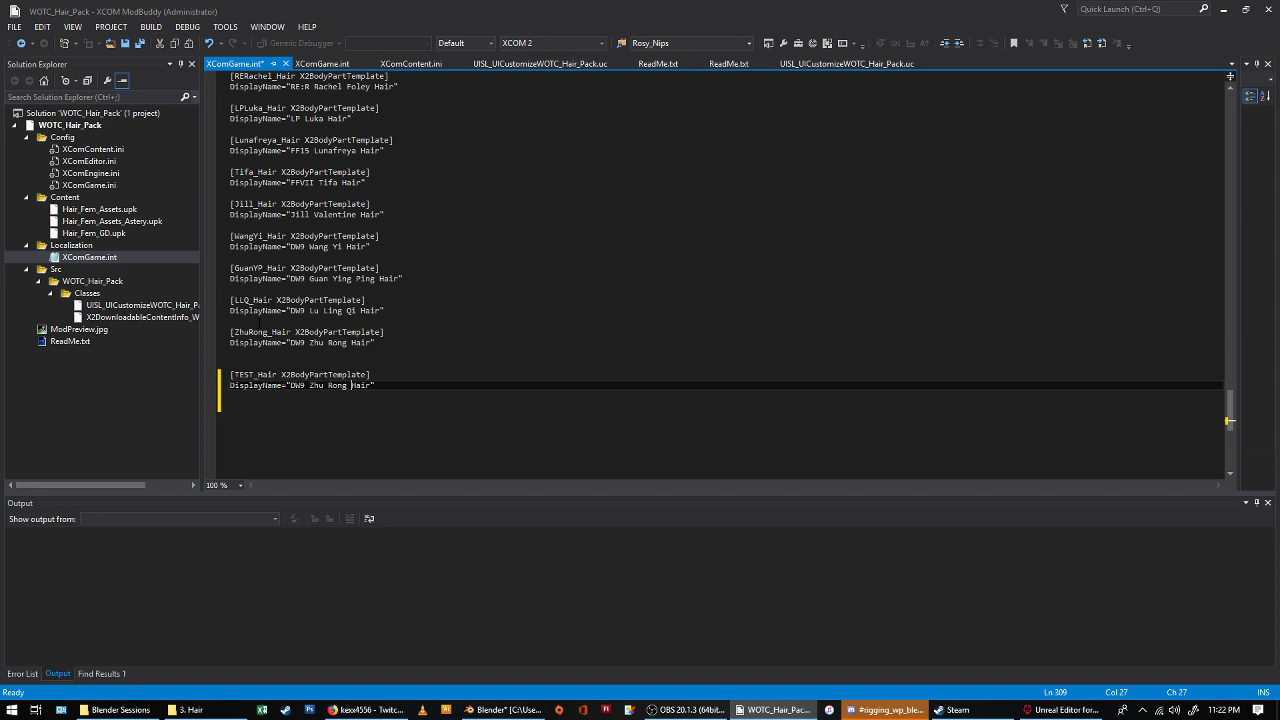 WOTC_Hair_Pack - XCOM ModBuddy (Administrator)
Quick Launch (Ctrl+Q)
FILE EDIT VIEW PROJECT BUILD DEBUG TOOLS WINDOW HELP
Generic Debugger Default XCOM 2 Rosy_Nips
Solution Explorer
XComGame.int* XComGame.int XComContent.ini UISL_UICustomizeWOTC_Hair_Pack.uc ReadMe.txt ReadMe.txt UISL_UICustomizeWOTC_Hair_Pack.uc
Search Solution Explorer (Ctrl+;)
Solution 'WOTC_Hair_Pack' (1 project)
WOTC_Hair_Pack
Config
XComContent.ini
XComEditor.ini
XComEngine.ini
XComGame.ini
Content
Hair_Fem_Assets.upk
Hair_Fem_Assets_Astery.upk
Hair_Fem_GD.upk
Localization
XComGame.int
Src
WOTC_Hair_Pack
Classes
UISL_UICustomizeWOTC_Hair_P
X2DownloadableContentInfo_W
ModPreview.jpg
ReadMe.txt
[RERachel_Hair X2BodyPartTemplate]
DisplayName="RE:R Rachel Foley Hair"
[LPLuka_Hair X2BodyPartTemplate]
DisplayName="LP Luka Hair"
[Lunafreya_Hair X2BodyPartTemplate]
DisplayName="FF15 Lunafreya Hair"
[Tifa_Hair X2BodyPartTemplate]
DisplayName="FFVII Tifa Hair"
[Jill_Hair X2BodyPartTemplate]
DisplayName="Jill Valentine Hair"
[WangYi_Hair X2BodyPartTemplate]
DisplayName="DW9 Wang Yi Hair"
[GuanYP_Hair X2BodyPartTemplate]
DisplayName="DW9 Guan Ying Ping Hair"
[LLQ_Hair X2BodyPartTemplate]
DisplayName="DW9 Lu Ling Qi Hair"
[ZhuRong_Hair X2BodyPartTemplate]
DisplayName="DW9 Zhu Rong Hair"
[TEST_Hair X2BodyPartTemplate]
DisplayName="DW9 Zhu Rong Hair"
100 %
Output
Show output from:
Error List Output Find Results 1
Ready Ln 309 Col 27 Ch 27 INS
Blender Sessions 3. Hair kexx4556 - Twitc... Blender* [C:\Use... OBS 20.1.3 (64bit... WOTC_Hair_Pac... #rigging_wp_ble... Steam Unreal Frontend ... 11:22 PM